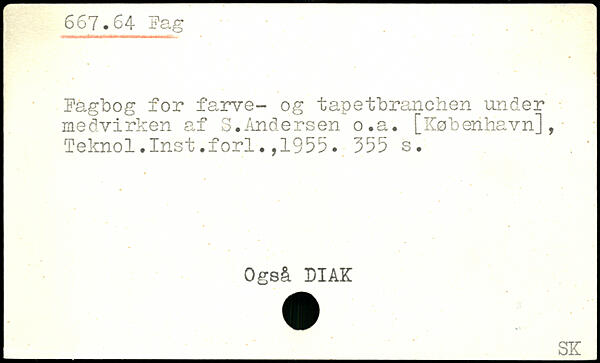 667.64 Fag
Fagbog for farve- og tapetbranchen under
medvirken af S.Andersen o.a. [København],
Teknol.Inst.forl.,1955. 355 s.
Også DIAK
SK